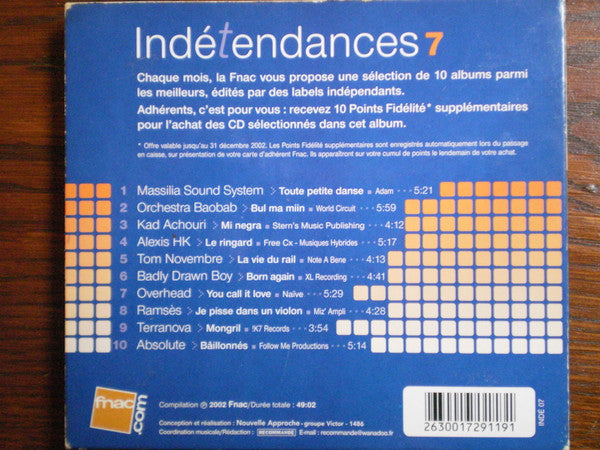 Indétendances 7
Chaque mois, la Fnac vous propose une sélection de 10 albums parmi
les meilleurs, édités par des labels indépendants.
Adhérents, c'est pour vous : recevez 10 Points Fidélité* supplémentaires
pour l'achat des CD sélectionnés dans cet album.
* Offre valable jusqu'au 31 décembre 2002. Les Points Fidélité supplémentaires sont enregistrés automatiquement lors du passage
en caisse, sur présentation de votre carte d'adhérent Fnac. Ils apparaîtront sur votre cumul de points le lendemain de votre achat.
1 Massilia Sound System > Toute petite danse ■ Adam ···5:21
2 Orchestra Baobab > Bul ma miin ■ World Circuit ···5:59
3 Kad Achouri > Mi negra ■ Stern's Music Publishing ···4:12
4 Alexis HK > Le ringard ■ Free Cx - Musiques Hybrides ···5:17
5 Tom Novembre > La vie du rail ■ Note A Bene ···4:13
6 Badly Drawn Boy > Born again ■ XL Recording ···4:41
7 Overhead > You call it love ■ Naïve ···5:29
8 Ramsès > Je pisse dans un violon ■ Miz' Ampli ···4:28
9 Terranova > Mongril ■ !K7 Records ···3:54
10 Absolute > Bâillonnés ■ Follow Me Productions ···5:14
fnac.com
Compilation ℗ 2002 Fnac/Durée totale : 49:02
Conception et réalisation : Nouvelle Approche - groupe Victor - 1486
Coordination musicale/Rédaction : RECOMMANDE E-mail : recommande@wanadoo.fr
2630017291191
INDE 07